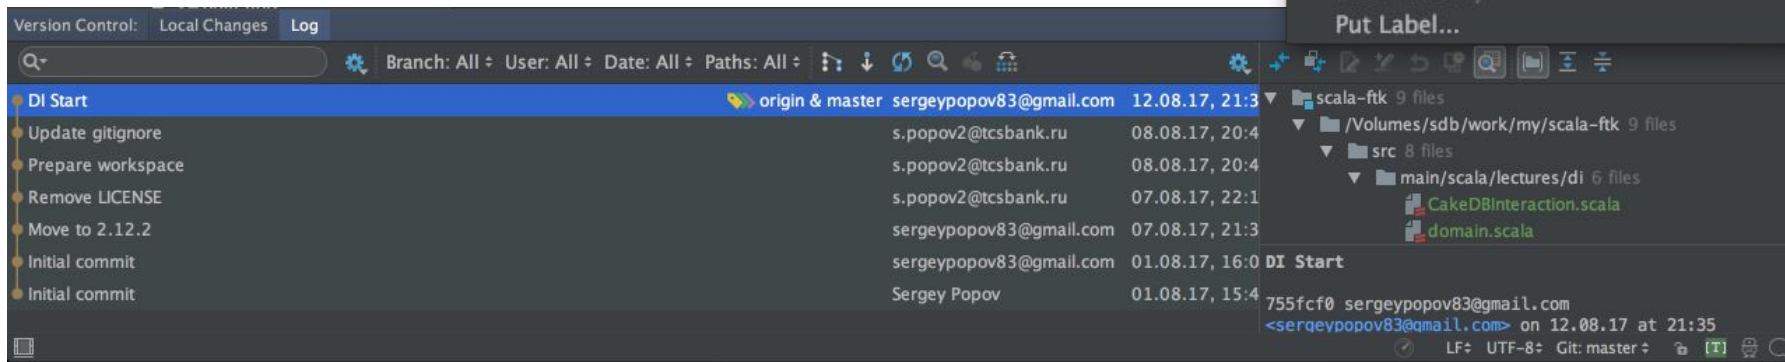 Put Label...
Version Control: Local Changes Log
Branch: All User: All Date: All Paths: All
DI Start origin & master sergeypopov83@gmail.com 12.08.17, 21:3
Update gitignore s.popov2@tcsbank.ru 08.08.17, 20:4
Prepare workspace s.popov2@tcsbank.ru 08.08.17, 20:4
Remove LICENSE s.popov2@tcsbank.ru 07.08.17, 22:1
Move to 2.12.2 sergeypopov83@gmail.com 07.08.17, 21:3
Initial commit sergeypopov83@gmail.com 01.08.17, 16:0
Initial commit Sergey Popov 01.08.17, 15:4
scala-ftk 9 files
/Volumes/sdb/work/my/scala-ftk 9 files
src 8 files
main/scala/lectures/di 6 files
CakeDBInteraction.scala
domain.scala
DI Start
755fcf0 sergeypopov83@gmail.com
<sergeypopov83@gmail.com> on 12.08.17 at 21:35
LF UTF-8 Git: master [T]